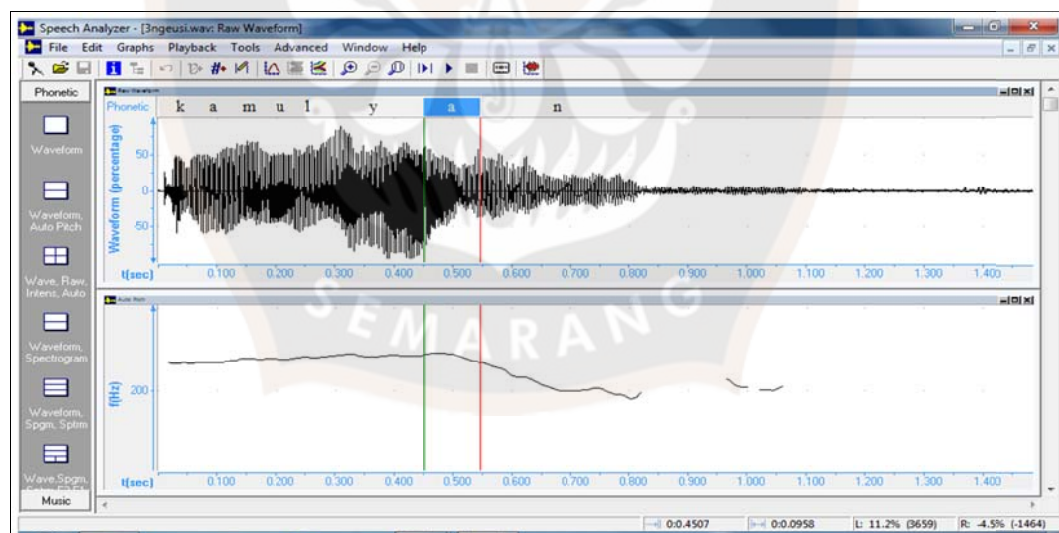 Speech Analyzer - [3ngeusi.wav: Raw Waveform]
File Edit Graphs Playback Tools Advanced Window Help
Phonetic
Waveform
Waveform, Auto Pitch
Wave, Raw, Intens, Auto
Waveform, Spectrogram
Waveform, Spgm, Sptrm
Wave,Spgm,
Music
Raw Waveform
Phonetic k a m u l y a n
Waveform (percentage)
50
0
-50
t(sec) 0.100 0.200 0.300 0.400 0.500 0.600 0.700 0.800 0.900 1.000 1.100 1.200 1.300 1.400
Auto Pitch
f(Hz)
200
t(sec) 0.100 0.200 0.300 0.400 0.500 0.600 0.700 0.800 0.900 1.000 1.100 1.200 1.300 1.400
SEMARANG
0:0.4507 0:0.0958 L: 11.2% (3659) R: -4.5% (-1464)